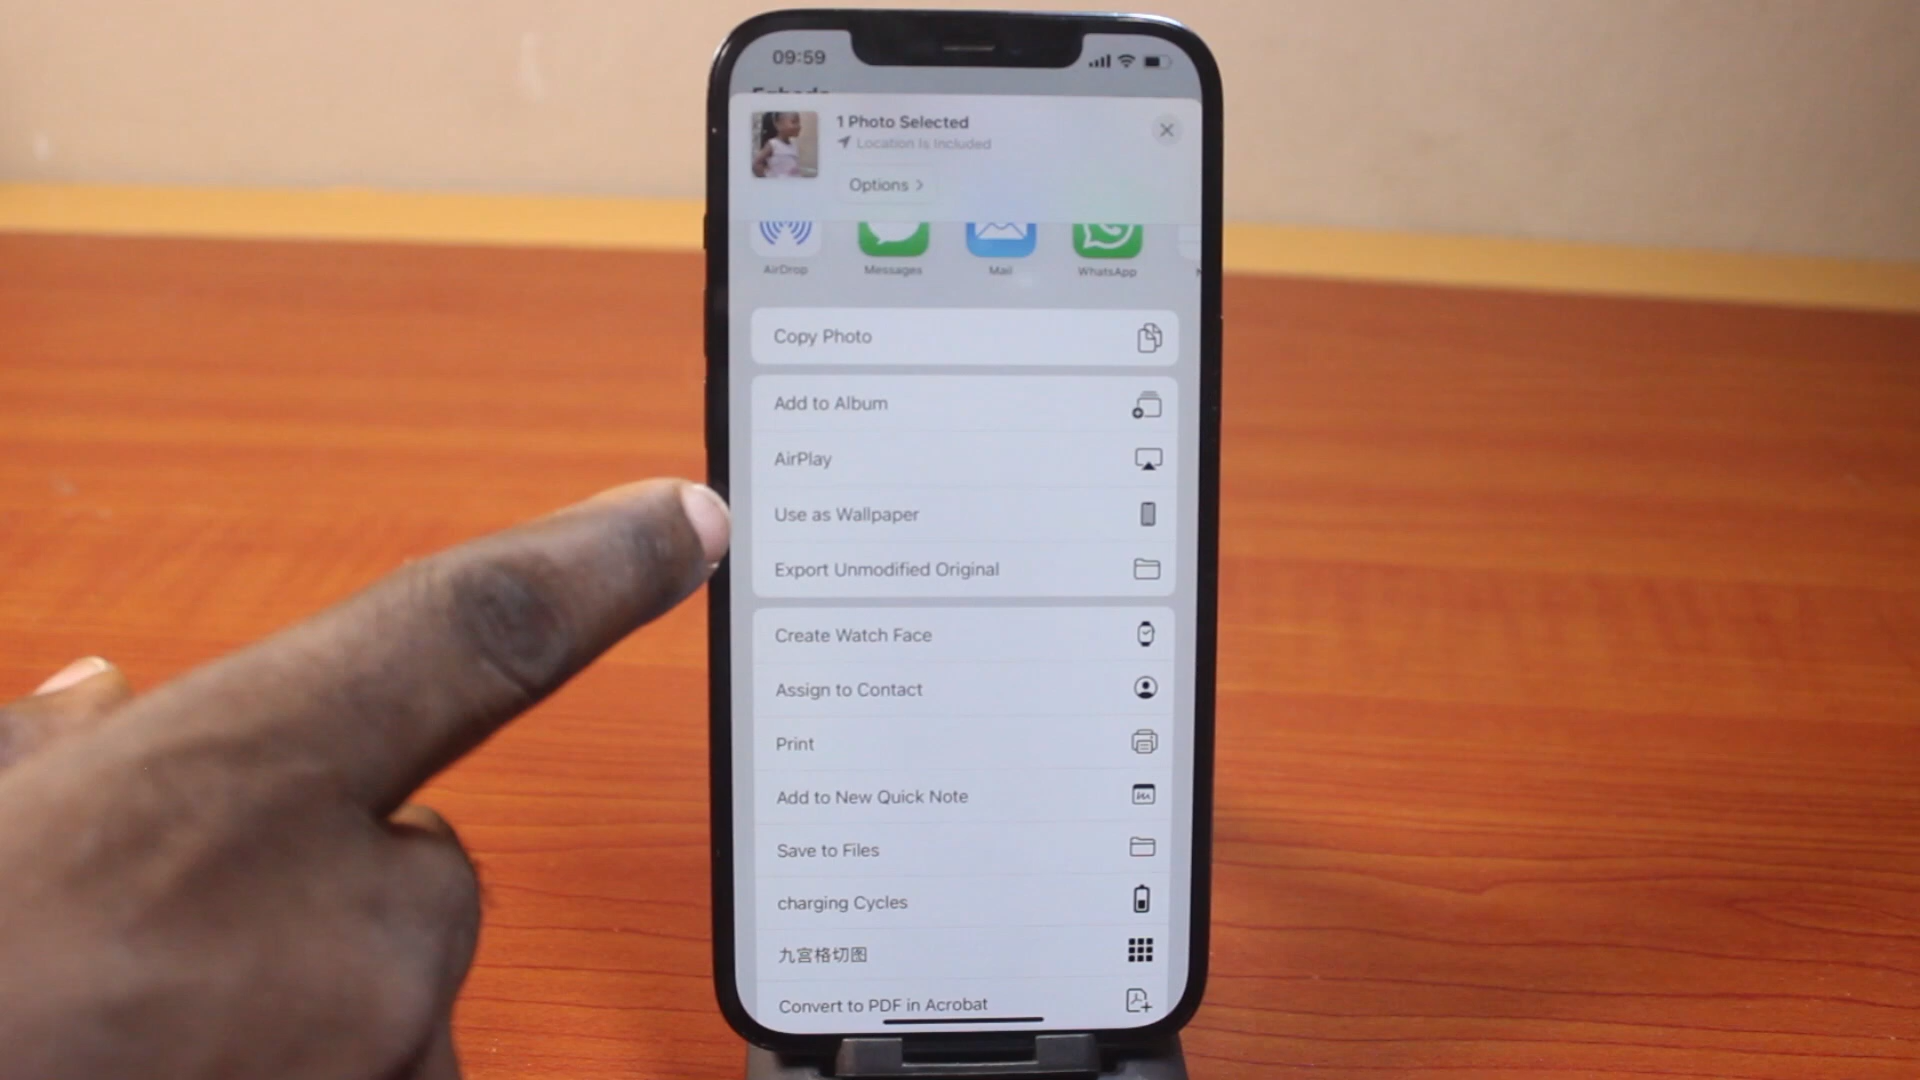 09:59
1 Photo Selected
Location Is Included
Options >
AirDrop
Messages
Mail
WhatsApp
Copy Photo
Add to Album
AirPlay
Use as Wallpaper
Export Unmodified Original
Create Watch Face
Assign to Contact
Print
Add to New Quick Note
Save to Files
charging Cycles
九宫格切图
Convert to PDF in Acrobat